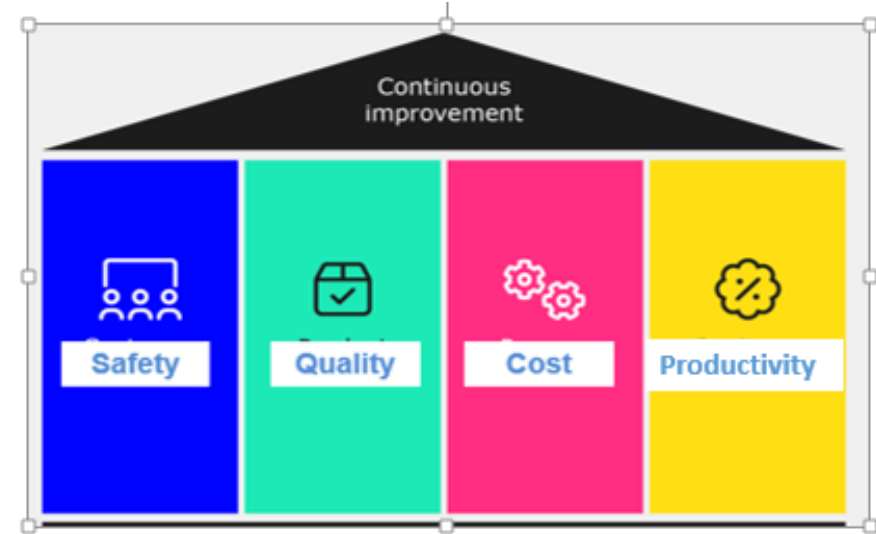 Continuous
improvement
Safety
Quality
Cost
Productivity